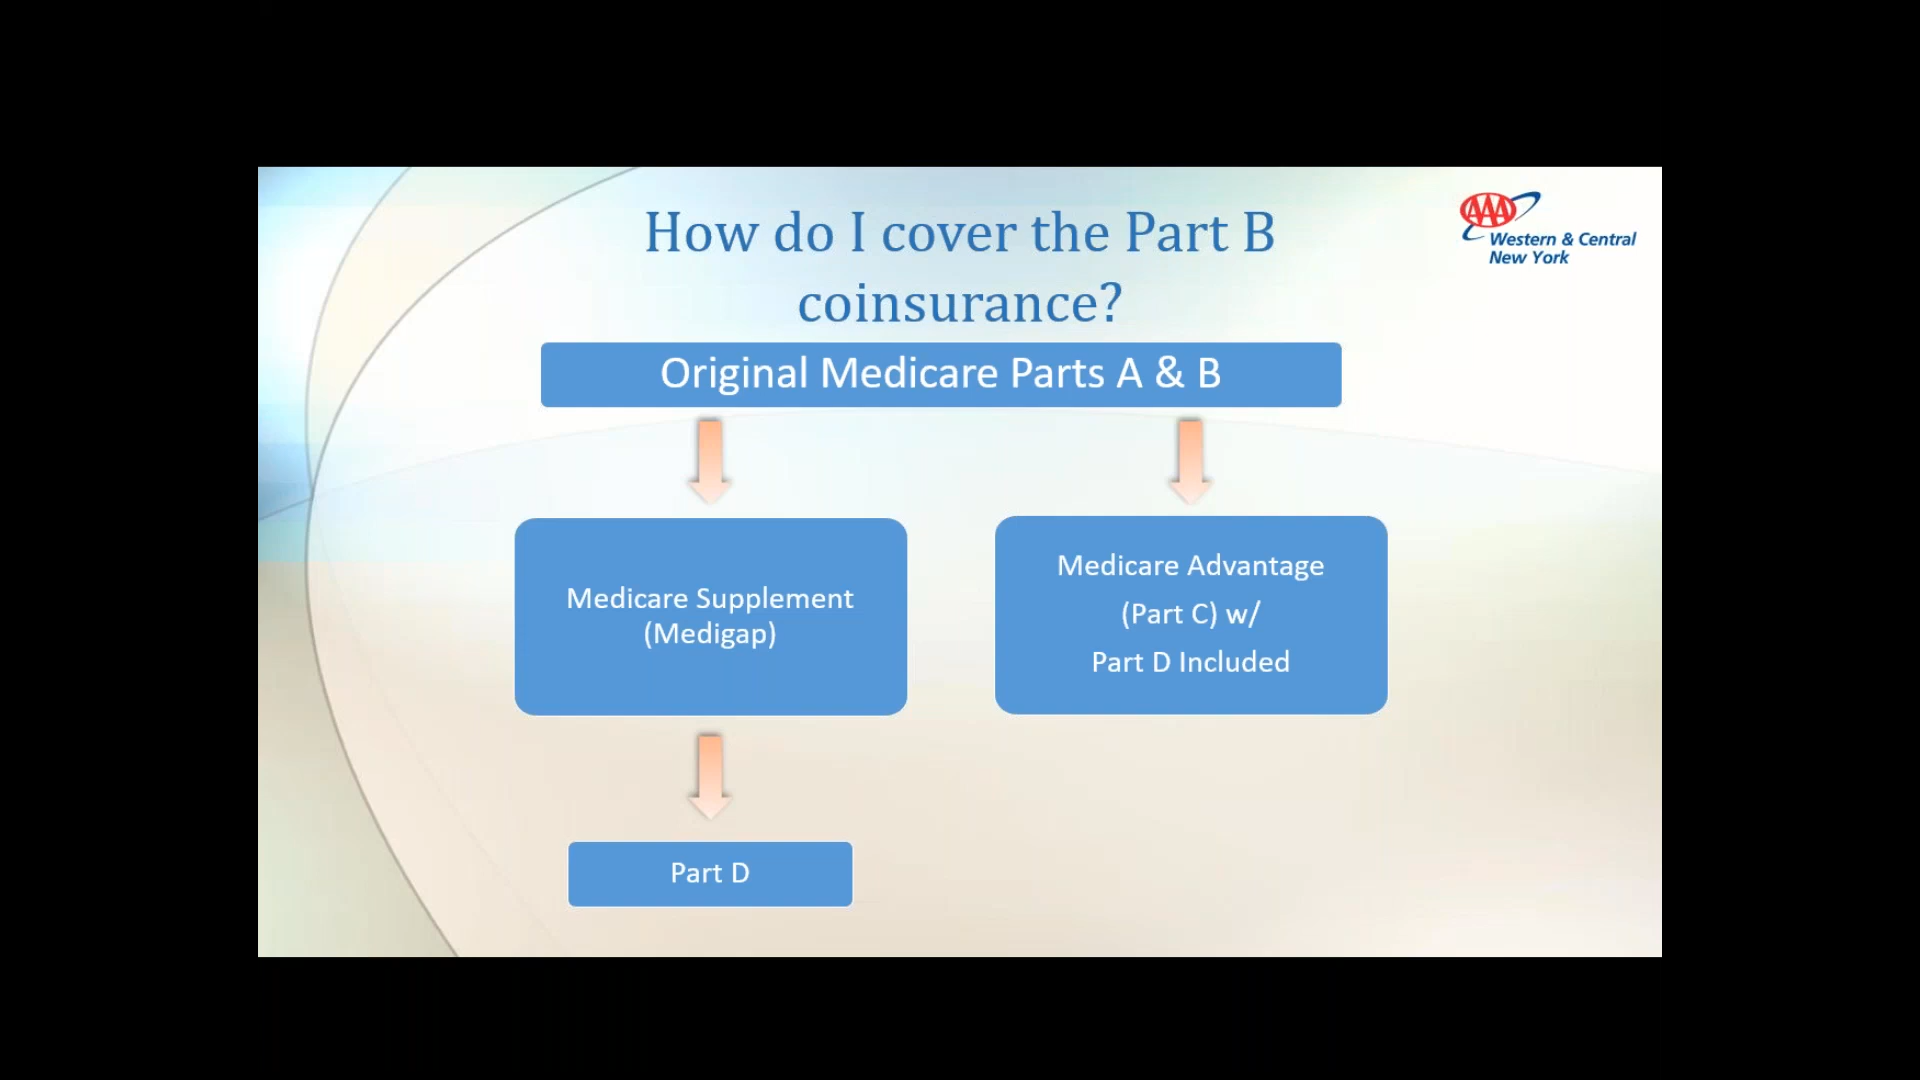 How do I cover the Part B
coinsurance?
AAA
Western & Central
New York
Original Medicare Parts A & B
Medicare Supplement
(Medigap)
Medicare Advantage
(Part C) w/
Part D Included
Part D